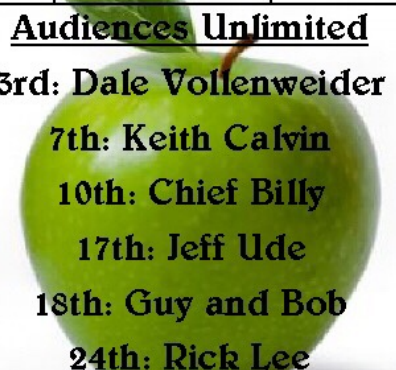 Audiences Unlimited
3rd: Dale Vollenweider
7th: Keith Calvin
10th: Chief Billy
17th: Jeff Ude
18th: Guy and Bob
24th: Rick Lee